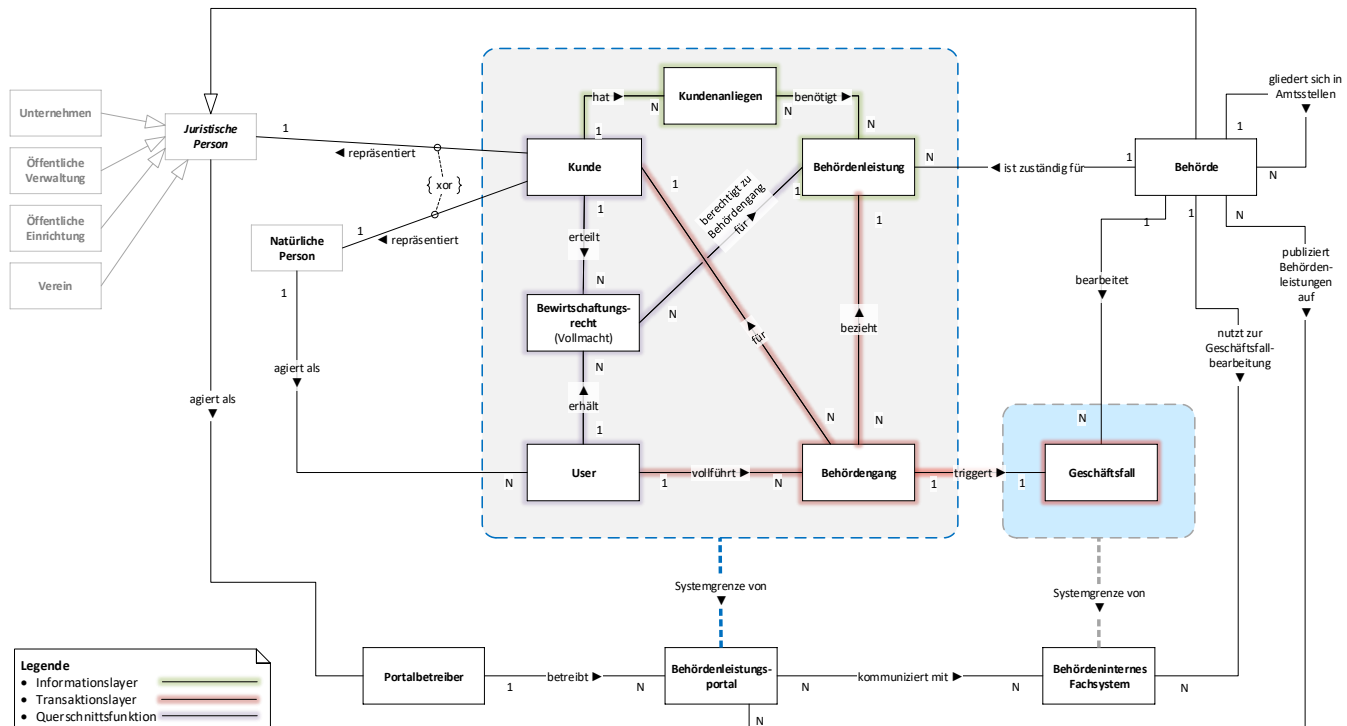 gliedert sich in
Amtsstellen
Kundenanliegen
hat ►
N
N
benötigt ►
Unternehmen
Juristische
Person
1
◄ repräsentiert
1
N
1
Kunde
Behördenleistung
N
◄ ist zuständig für
1
Behörde
N
Öffentliche
Verwaltung
{ xor }
1
1
berechtigt zu
Behördengang
für ►
Öffentliche
Einrichtung
1
1
1
1
N
Natürliche
Person
1
◄ repräsentiert
erteilt
▼
publiziert
Behörden-
leistungen
auf
▼
Verein
1
N
bearbeitet
▼
Bewirtschaftungs-
recht
(Vollmacht)
N
▲
bezieht
für ►
nutzt zur
Geschäftsfall-
bearbeitung
▼
agiert als
▼
N
▲
erhält
agiert als
▼
1
N
N
N
User
vollführt ►
Behördengang
triggert ►
Geschäftsfall
N
1
N
1
1
Systemgrenze von
▼
Systemgrenze von
▼
Legende
• Informationslayer
• Transaktionslayer
• Querschnittsfunktion
Portalbetreiber
1
betreibt ►
N
Behördenleistungs-
portal
N
kommuniziert mit ►
N
Behördeninternes
Fachsystem
N
N